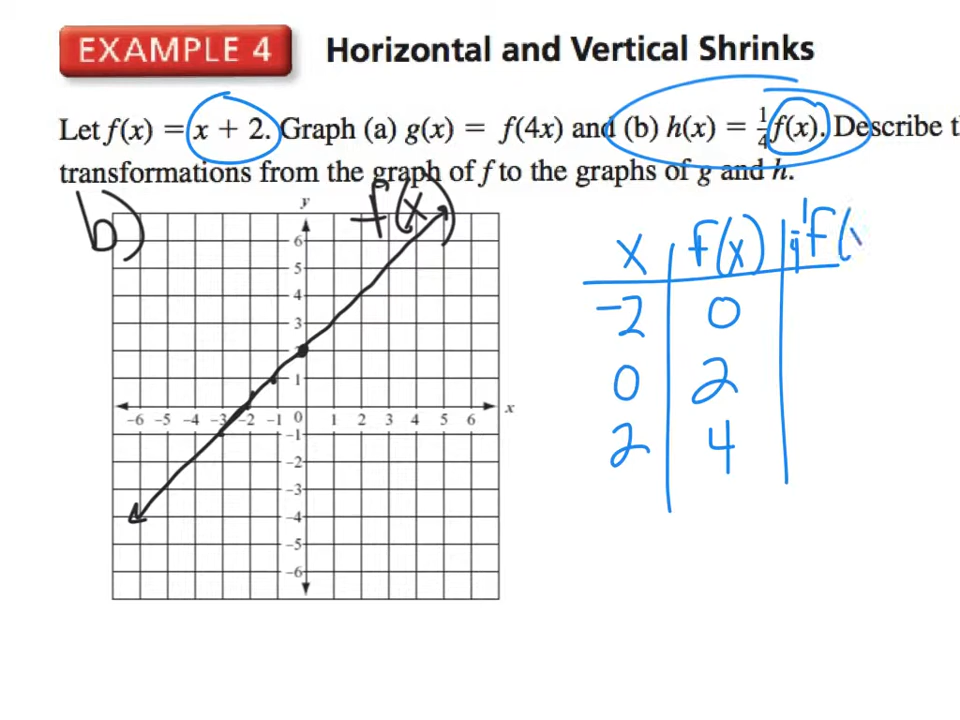 EXAMPLE 4 Horizontal and Vertical Shrinks
Let f(x) = x + 2. Graph (a) g(x) = f(4x) and (b) h(x) = 1/4 f(x). Describe t
transformations from the graph of f to the graphs of g and h.
b)
f(x)
y
6
5
4
3
1
-6 -5 -4 -3 -2 -1 0 1 2 3 4 5 6 x
-1
-2
-3
-4
-5
-6
x f(x) 1/4 f(
-2 0
0 2
2 4